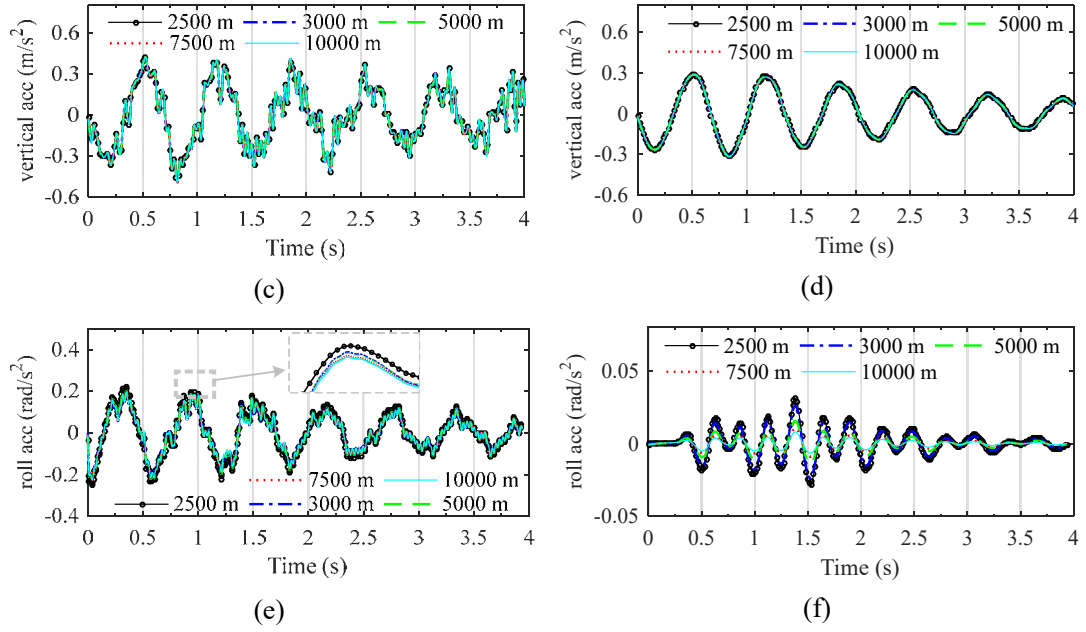 2500 m 3000 m 5000 m
7500 m 10000 m
vertical acc (m/s²)
0.6
0.3
0
-0.3
-0.6
0 0.5 1 1.5 2 2.5 3 3.5 4
Time (s)
(c)
2500 m 3000 m 5000 m
7500 m 10000 m
vertical acc (m/s²)
0.6
0.3
0
-0.3
-0.6
0 0.5 1 1.5 2 2.5 3 3.5 4
Time (s)
(d)
roll acc (rad/s²)
0.4
0.2
0
-0.2
-0.4
7500 m 10000 m
2500 m 3000 m 5000 m
0 0.5 1 1.5 2 2.5 3 3.5 4
Time (s)
(e)
2500 m 3000 m 5000 m
7500 m 10000 m
roll acc (rad/s²)
0.05
0
-0.05
0 0.5 1 1.5 2 2.5 3 3.5 4
Time (s)
(f)